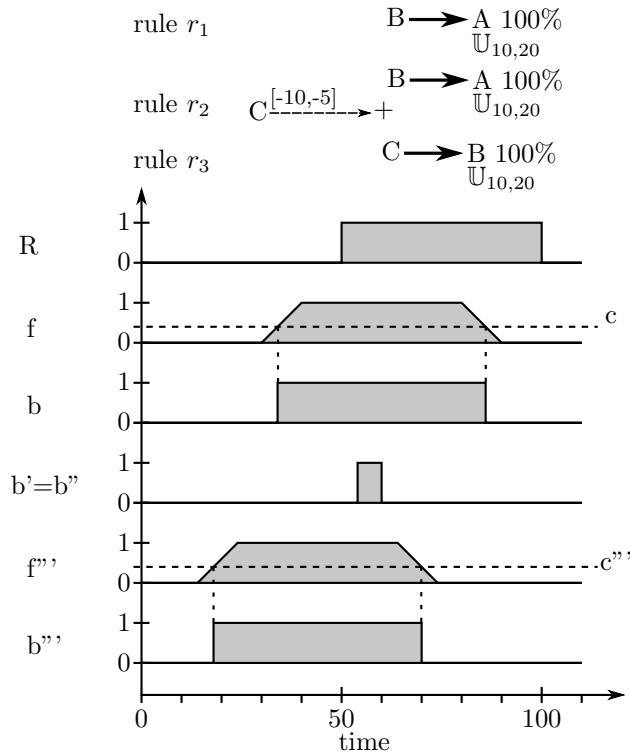 rule r₁ B → A 100%
𝕌₁₀,₂₀
B → A 100%
rule r₂ C [-10,-5] + 𝕌₁₀,₂₀
rule r₃ C → B 100%
𝕌₁₀,₂₀
R 1
0
f 1
0 c
b 1
0
b'=b" 1
0
f"' 1
0 c"'
b"' 1
0
0 50 100
time